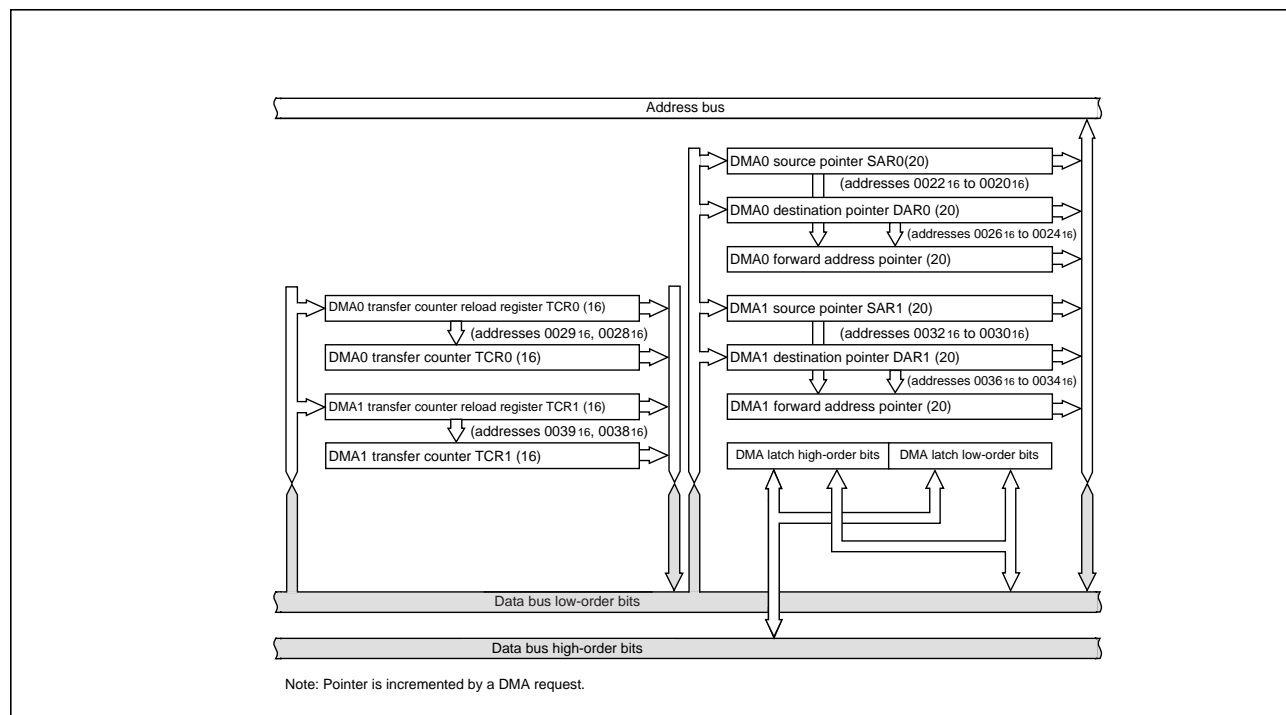 Address bus
DMA0 source pointer SAR0(20)
(addresses 0022 16 to 0020 16)
DMA0 destination pointer DAR0 (20)
(addresses 0026 16 to 0024 16)
DMA0 forward address pointer (20)
DMA0 transfer counter reload register TCR0 (16)
(addresses 0029 16, 0028 16)
DMA0 transfer counter TCR0 (16)
DMA1 transfer counter reload register TCR1 (16)
(addresses 0039 16, 0038 16)
DMA1 transfer counter TCR1 (16)
DMA1 source pointer SAR1 (20)
(addresses 0032 16 to 0030 16)
DMA1 destination pointer DAR1 (20)
(addresses 0036 16 to 0034 16)
DMA1 forward address pointer (20)
DMA latch high-order bits DMA latch low-order bits
Data bus low-order bits
Data bus high-order bits
Note: Pointer is incremented by a DMA request.